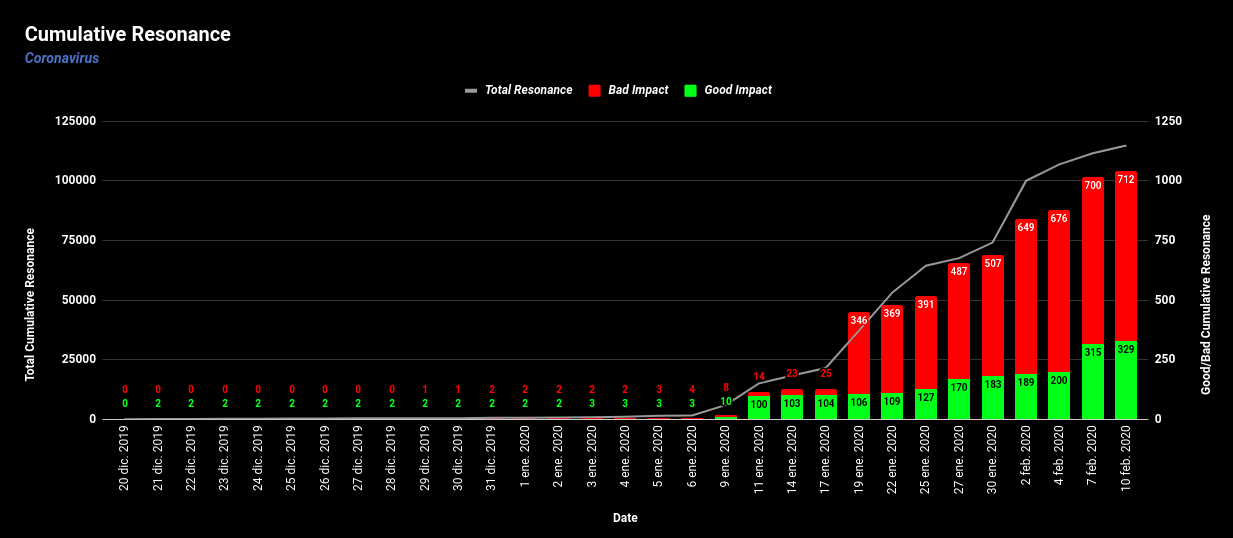 Cumulative Resonance
Coronavirus
Total Resonance Bad Impact Good Impact
125000 1250
100000 1000
75000 750
50000 500
25000 250
0 0
Total Cumulative Resonance
Good/Bad Cumulative Resonance
0 0 0 0 0 0 0 0 0 1 1 2 2 2 2 2 3 3 8 14 23 25 346 369 391 487 507 649 676 700 712
0 2 2 2 2 2 2 2 2 2 2 2 2 2 3 3 3 3 10 100 103 104 106 109 127 170 183 189 200 315 329
20 dic. 2019
21 dic. 2019
22 dic. 2019
23 dic. 2019
24 dic. 2019
25 dic. 2019
26 dic. 2019
27 dic. 2019
28 dic. 2019
29 dic. 2019
30 dic. 2019
31 dic. 2019
1 ene. 2020
2 ene. 2020
3 ene. 2020
4 ene. 2020
5 ene. 2020
6 ene. 2020
9 ene. 2020
11 ene. 2020
14 ene. 2020
17 ene. 2020
19 ene. 2020
22 ene. 2020
25 ene. 2020
27 ene. 2020
30 ene. 2020
2 feb. 2020
4 feb. 2020
7 feb. 2020
10 feb. 2020
Date